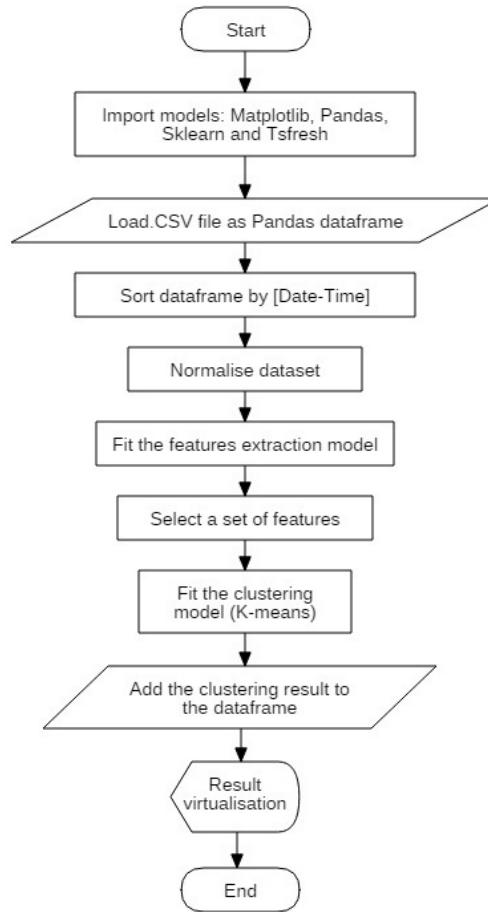 Start
Import models: Matplotlib, Pandas,
Sklearn and Tsfresh
Load.CSV file as Pandas dataframe
Sort dataframe by [Date-Time]
Normalise dataset
Fit the features extraction model
Select a set of features
Fit the clustering
model (K-means)
Add the clustering result to
the dataframe
Result
virtualisation
End